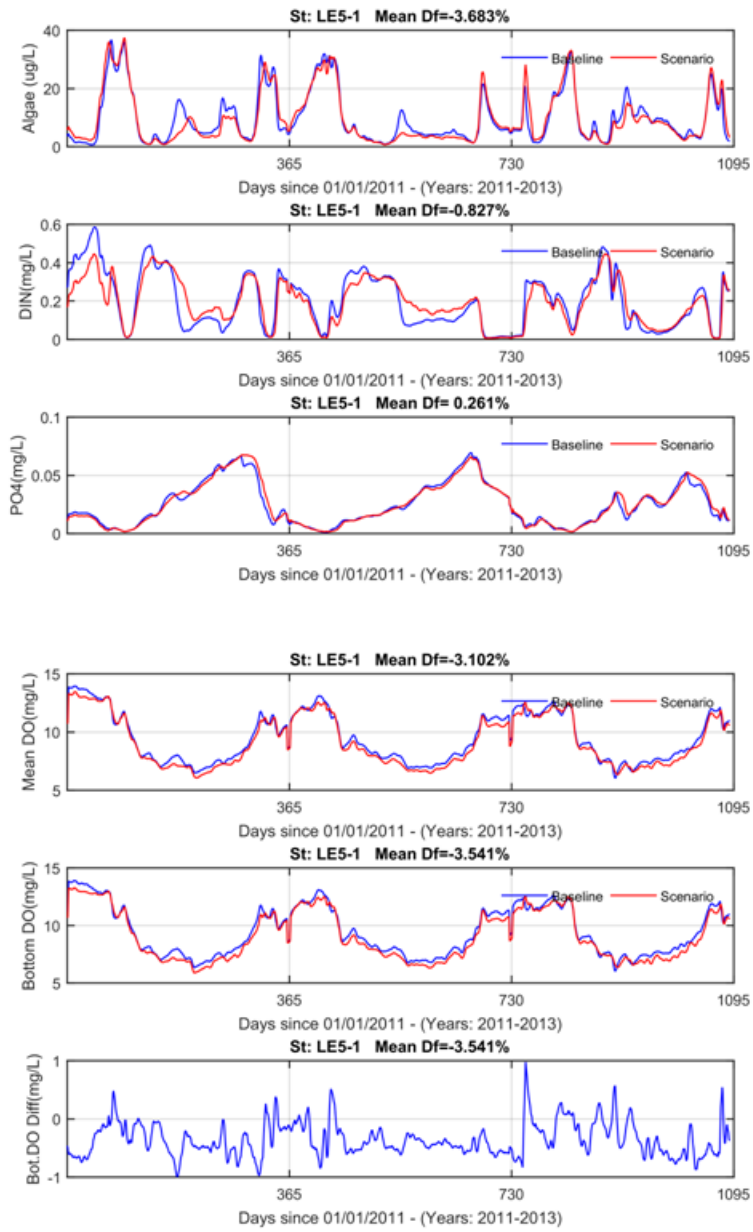 St: LE5-1 Mean Df=-3.683%
40
Baseline Scenario
20
Algae (ug/L)
0
365 730 1095
Days since 01/01/2011 - (Years: 2011-2013)
St: LE5-1 Mean Df=-0.827%
0.6
Baseline Scenario
0.4
DIN(mg/L)
0.2
0
365 730 1095
Days since 01/01/2011 - (Years: 2011-2013)
St: LE5-1 Mean Df= 0.261%
0.1
Baseline Scenario
0.05
PO4(mg/L)
0
365 730 1095
Days since 01/01/2011 - (Years: 2011-2013)
St: LE5-1 Mean Df=-3.102%
15
Baseline Scenario
10
Mean DO(mg/L)
5
365 730 1095
Days since 01/01/2011 - (Years: 2011-2013)
St: LE5-1 Mean Df=-3.541%
15
Baseline Scenario
10
Bottom DO(mg/L)
5
365 730 1095
Days since 01/01/2011 - (Years: 2011-2013)
St: LE5-1 Mean Df=-3.541%
1
0
Bot.DO Diff(mg/L)
-1
365 730 1095
Days since 01/01/2011 - (Years: 2011-2013)